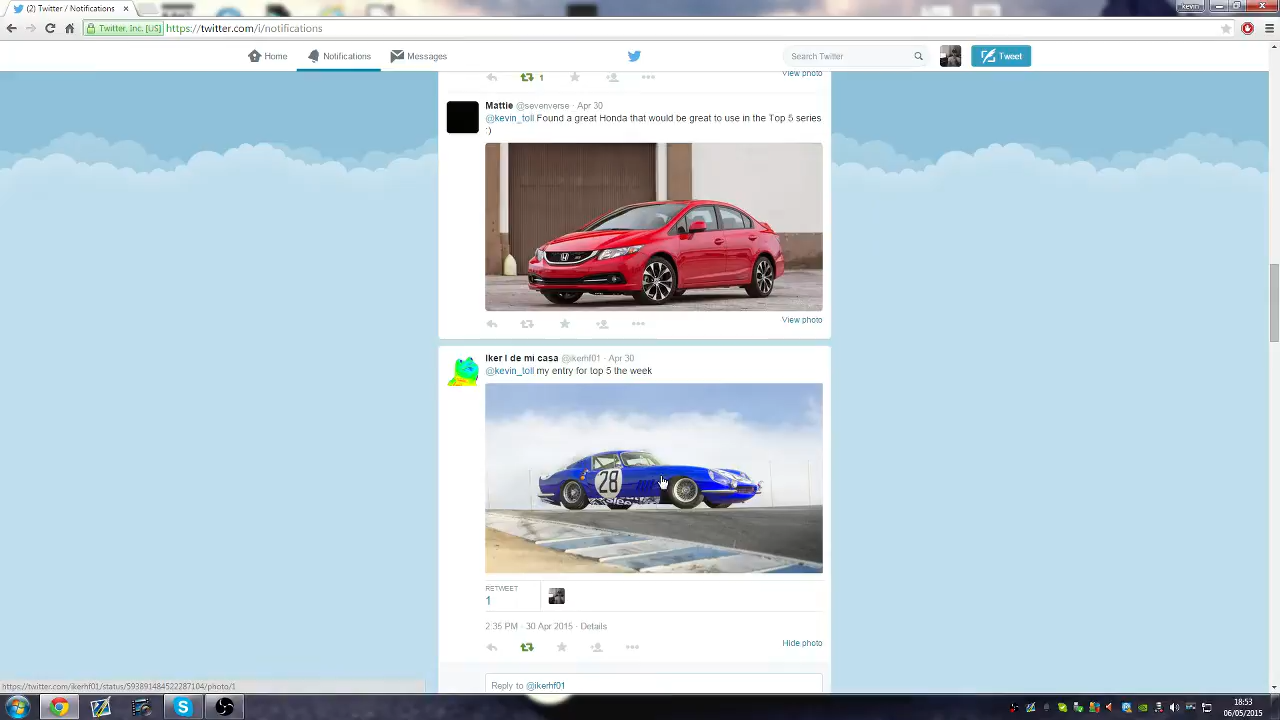 (2) Twitter / Notifications
kevin
Twitter, Inc. [US]
https://twitter.com/i/notifications
Home
Notifications
Messages
Search Twitter
Tweet
1
View photo
Mattie @sevenverse · Apr 30
@kevin_toll Found a great Honda that would be great to use in the Top 5 series
:)
View photo
Iker I de mi casa @ikerhf01 · Apr 30
@kevin_toll my entry for top 5 the week
28
RETWEET
1
2:35 PM - 30 Apr 2015 · Details
Hide photo
Reply to @ikerhf01
https://twitter.com/ikerhf01/status/593891484522287104/photo/1
18:53
06/05/2015